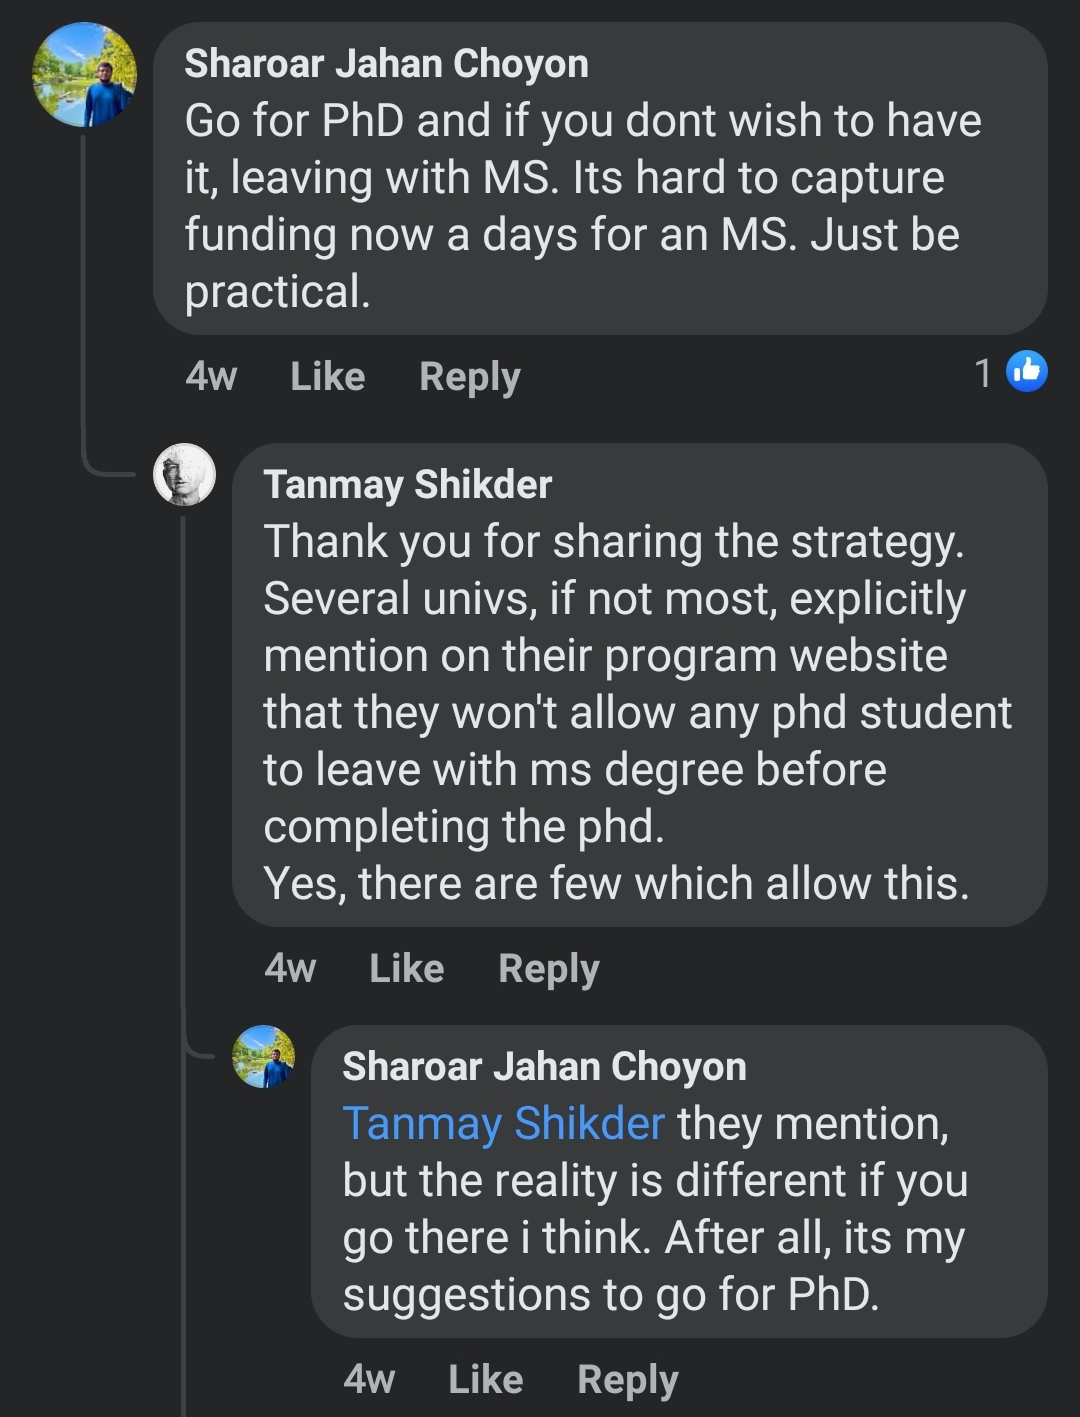 Sharoar Jahan Choyon
Go for PhD and if you dont wish to have
it, leaving with MS. Its hard to capture
funding now a days for an MS. Just be
practical.
4w Like Reply 1
Tanmay Shikder
Thank you for sharing the strategy.
Several univs, if not most, explicitly
mention on their program website
that they won't allow any phd student
to leave with ms degree before
completing the phd.
Yes, there are few which allow this.
4w Like Reply
Sharoar Jahan Choyon
Tanmay Shikder they mention,
but the reality is different if you
go there i think. After all, its my
suggestions to go for PhD.
4w Like Reply